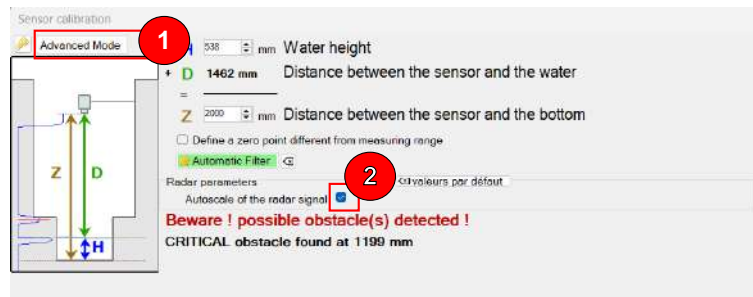 Sensor calibration
Advanced Mode
1
H 538 mm Water height
+ D 1462 mm Distance between the sensor and the water
=
Z 2000 mm Distance between the sensor and the bottom
Define a zero point different from measuring range
Automatic Filter
2
Radar parameters
valeurs par défaut
Autoscale of the radar signal
Beware ! possible obstacle(s) detected !
CRITICAL obstacle found at 1199 mm
Z
D
H